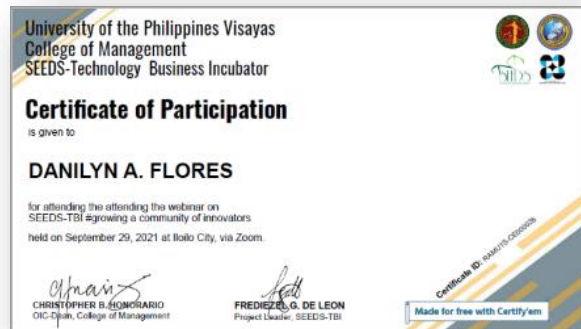 University of the Philippines Visayas
College of Management
SEEDS-Technology Business Incubator
Certificate of Participation
is given to
DANILYN A. FLORES
for attending the attending the webinar on
SEEDS-TBI #growing a community of innovators
held on September 29, 2021 at Iloilo City, via Zoom.
CHRISTOPHER B. HONORARIO
OIC-Dean, College of Management
FREDIEZEL G. DE LEON
Project Leader, SEEDS-TBI
Certificate ID:
Made for free with Certify'em